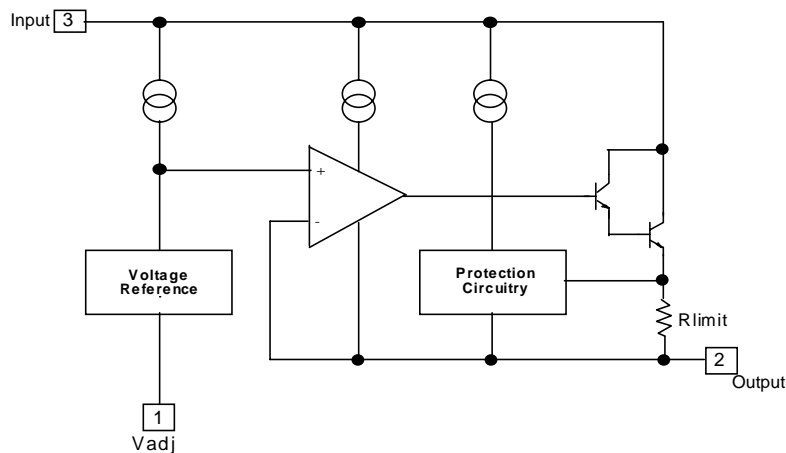 Input 3
+
-
Voltage
Reference
Protection
Circuitry
Rlimit
2
Output
1
Vadj